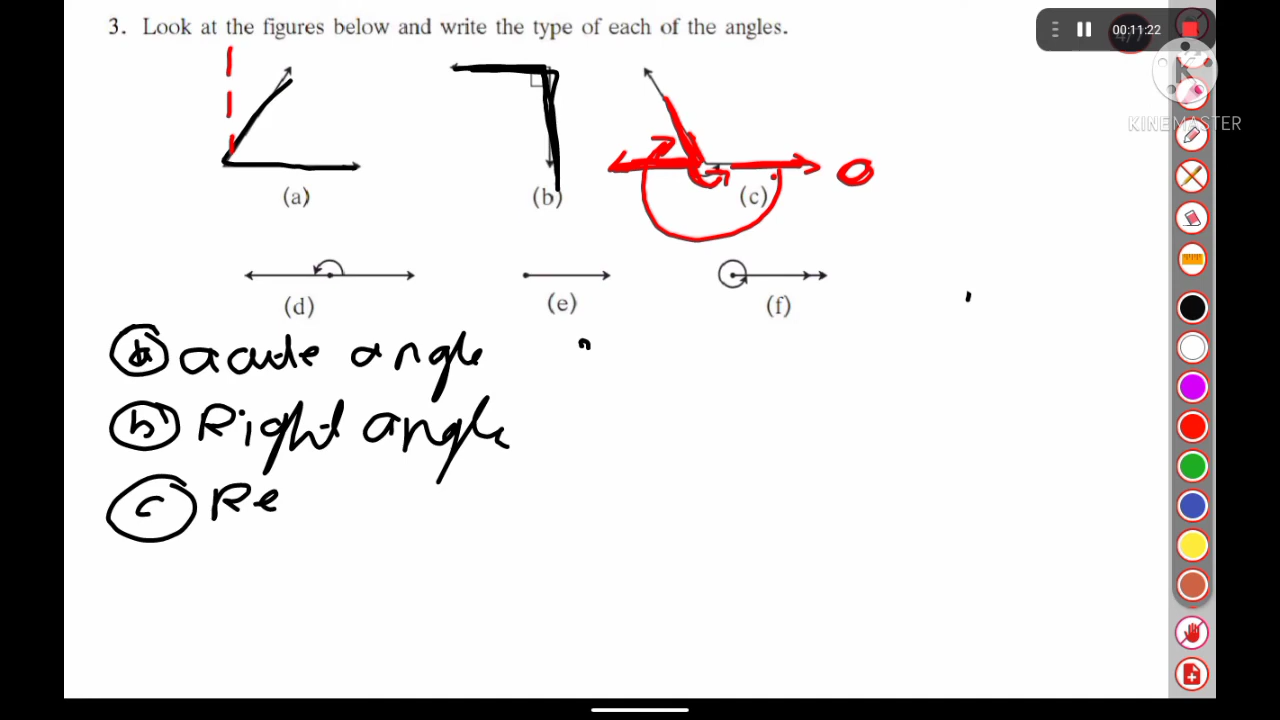 3. Look at the figures below and write the type of each of the angles.
00:11:22
K
KINEMASTER
(a) (b) (c)
(d) (e) (f)
a acute angle
b Right angle
c Re